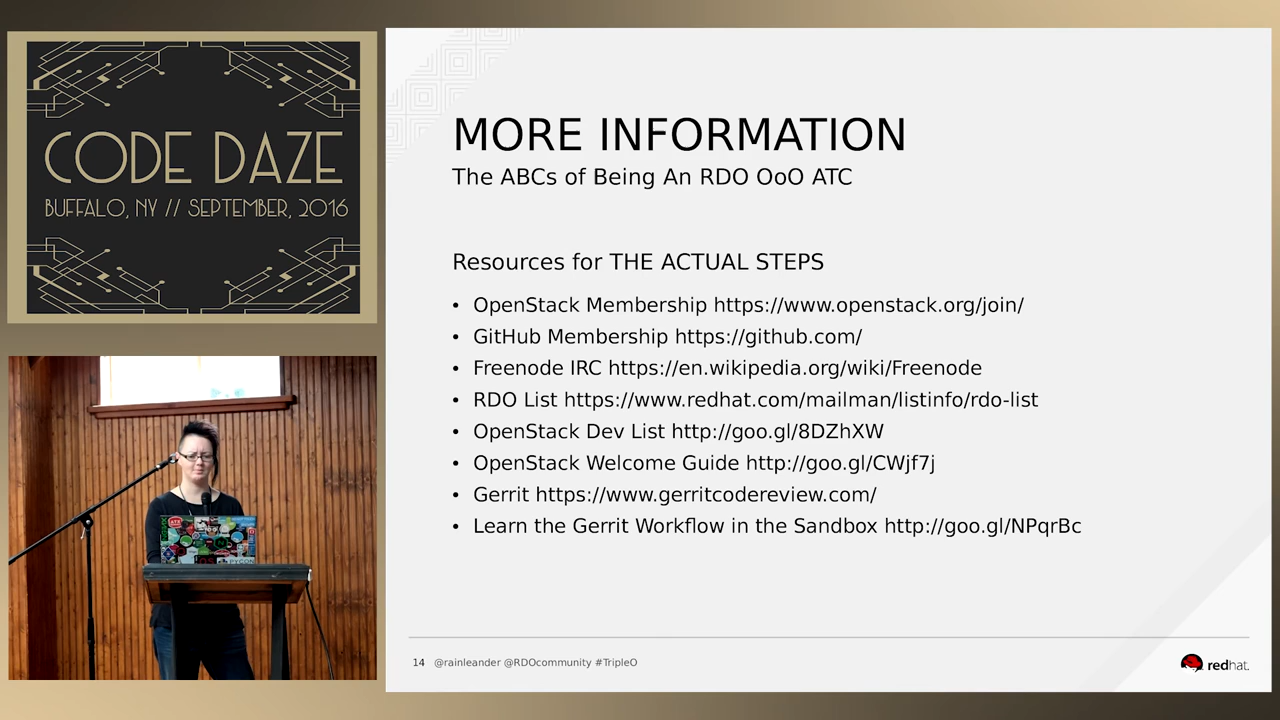 CODE DAZE
BUFFALO, NY // SEPTEMBER, 2016
MORE INFORMATION
The ABCs of Being An RDO OoO ATC
Resources for THE ACTUAL STEPS
• OpenStack Membership https://www.openstack.org/join/
• GitHub Membership https://github.com/
• Freenode IRC https://en.wikipedia.org/wiki/Freenode
• RDO List https://www.redhat.com/mailman/listinfo/rdo-list
• OpenStack Dev List http://goo.gl/8DZhXW
• OpenStack Welcome Guide http://goo.gl/CWjf7j
• Gerrit https://www.gerritcodereview.com/
• Learn the Gerrit Workflow in the Sandbox http://goo.gl/NPqrBc
14 @rainleander @RDOcommunity #TripleO
redhat.